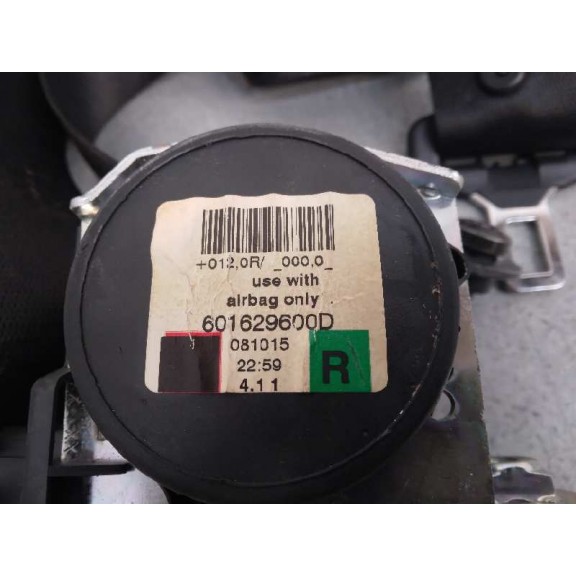 +012,0R/ _000,0_
use with
airbag only
601629600D
081015
22:59
4.1 1
R